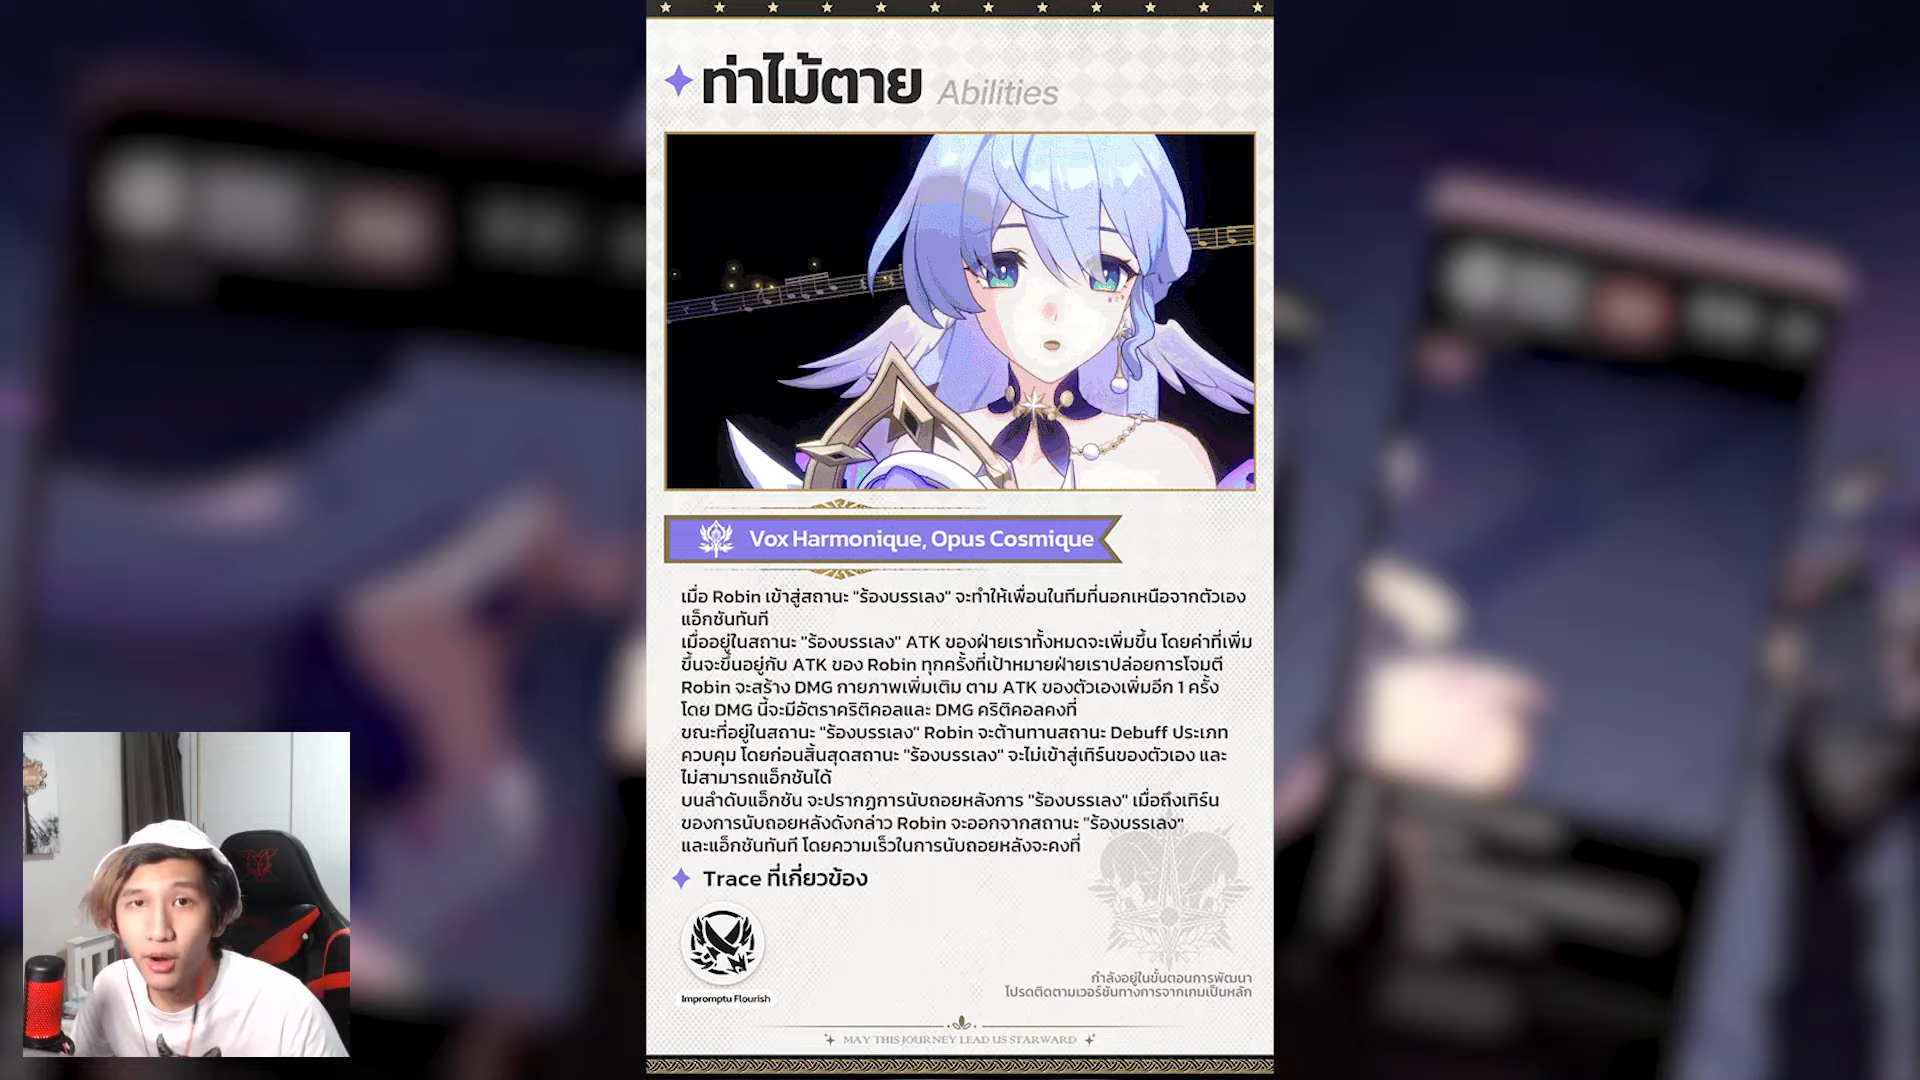 ท่าไม้ตาย Abilities
Vox Harmonique, Opus Cosmique
เมื่อ Robin เข้าสู่สถานะ "ร้องบรรเลง" จะทำให้เพื่อนในทีมที่นอกเหนือจากตัวเอง
แอ็กชันทันที
เมื่ออยู่ในสถานะ "ร้องบรรเลง" ATK ของฝ่ายเราทั้งหมดจะเพิ่มขึ้น โดยค่าที่เพิ่ม
ขึ้นจะขึ้นอยู่กับ ATK ของ Robin ทุกครั้งที่เป้าหมายฝ่ายเราปล่อยการโจมตี
Robin จะสร้าง DMG กายภาพเพิ่มเติม ตาม ATK ของตัวเองเพิ่มอีก 1 ครั้ง
โดย DMG นี้จะมีอัตราคริติคอลและ DMG คริติคอลคงที่
ขณะที่อยู่ในสถานะ "ร้องบรรเลง" Robin จะต้านทานสถานะ Debuff ประเภท
ควบคุม โดยก่อนสิ้นสุดสถานะ "ร้องบรรเลง" จะไม่เข้าสู่เทิร์นของตัวเอง และ
ไม่สามารถแอ็กชันได้
บนลำดับแอ็กชัน จะปรากฏการนับถอยหลังการ "ร้องบรรเลง" เมื่อถึงเทิร์น
ของการนับถอยหลังดังกล่าว Robin จะออกจากสถานะ "ร้องบรรเลง"
และแอ็กชันทันที โดยความเร็วในการนับถอยหลังจะคงที่
Trace ที่เกี่ยวข้อง
Impromptu Flourish
กำลังอยู่ในขั้นตอนการพัฒนา
โปรดติดตามเวอร์ชันทางการจากเกมเป็นหลัก
MAY THIS JOURNEY LEAD US STARWARD